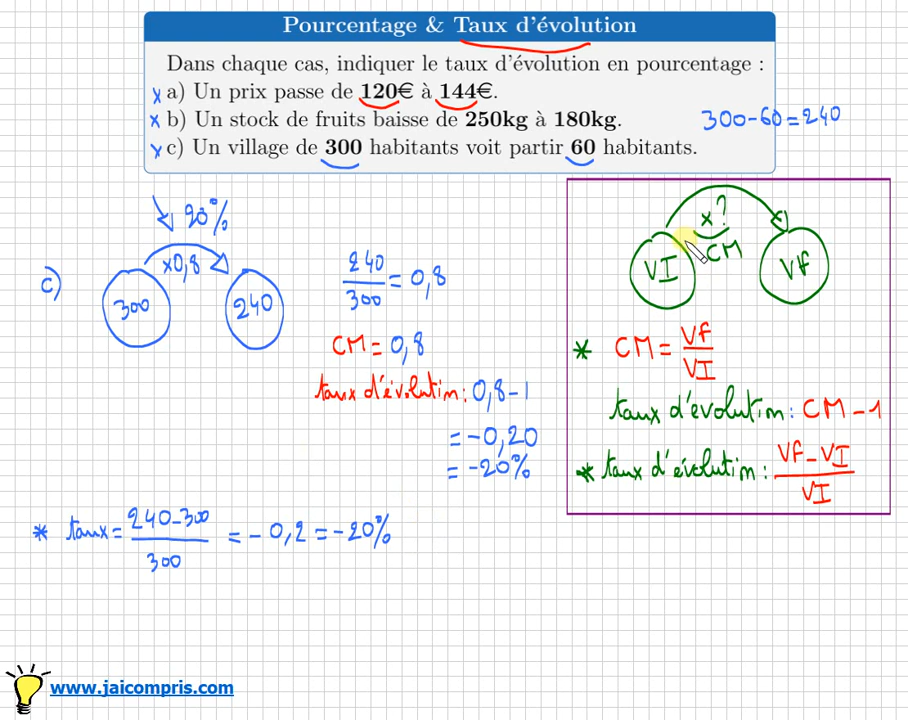 Pourcentage & Taux d'évolution
Dans chaque cas, indiquer le taux d'évolution en pourcentage :
x a) Un prix passe de 120€ à 144€.
x b) Un stock de fruits baisse de 250kg à 180kg.
x c) Un village de 300 habitants voit partir 60 habitants.
300-60=240
c)
↘ 20%
x0,8
300
240
240/300 = 0,8
CM = 0,8
taux d'évolution: 0,8-1
= -0,20
= -20%
* taux = 240-300/300 = -0,2 = -20%
x?
CM
VI
Vf
* CM = Vf/VI
taux d'évolution: CM-1
* taux d'évolution: Vf-VI/VI
www.jaicompris.com